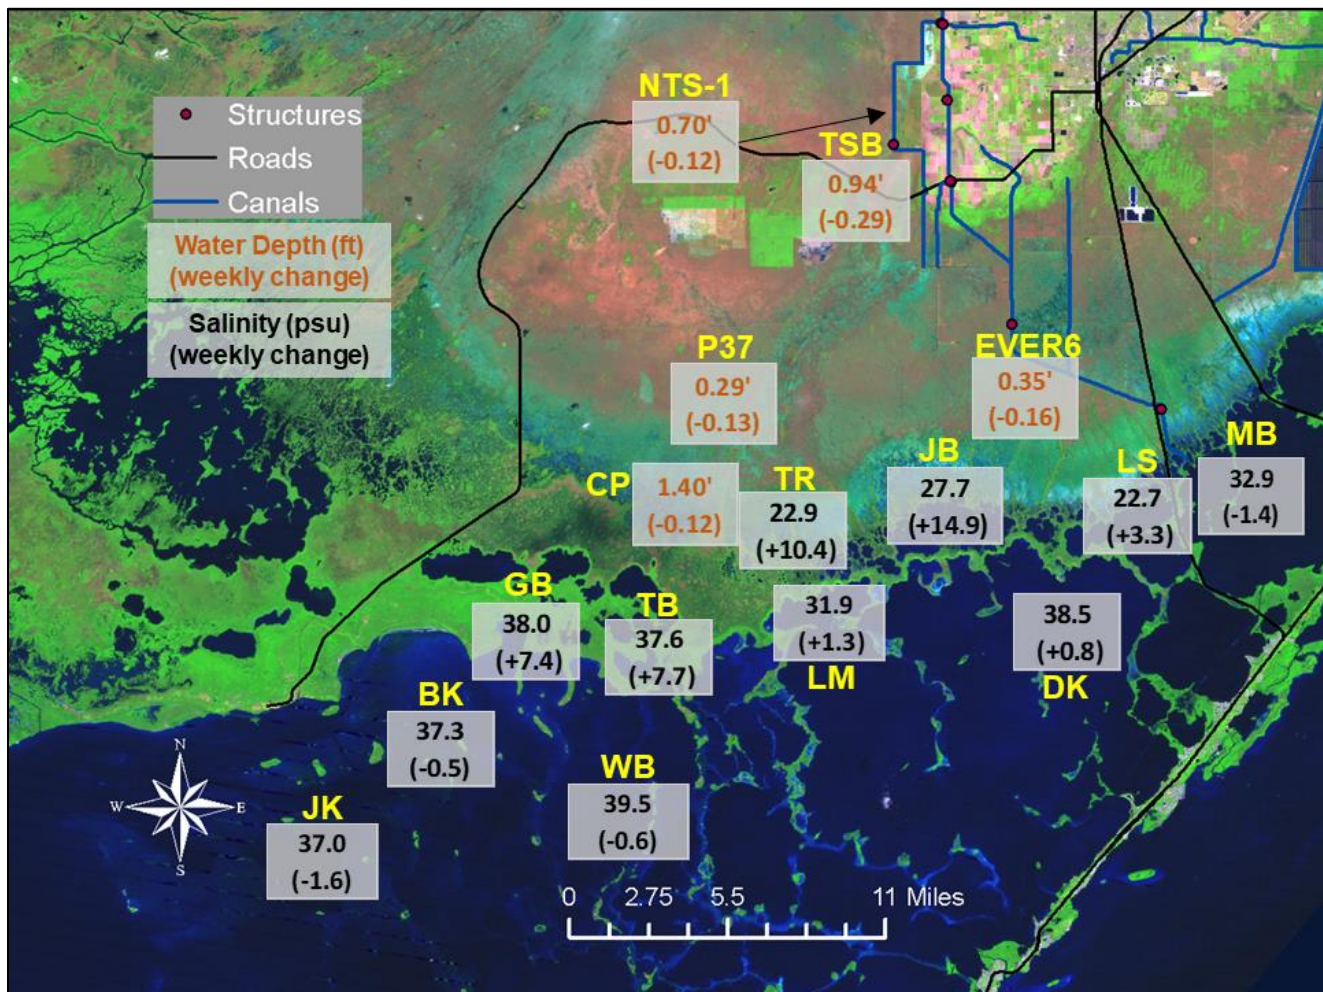 NTS-1
0.70'
(-0.12)
TSB
0.94'
(-0.29)
Structures
Roads
Canals
Water Depth (ft)
(weekly change)
Salinity (psu)
(weekly change)
P37
0.29'
(-0.13)
EVER6
0.35'
(-0.16)
MB
32.9
(-1.4)
JB
27.7
(+14.9)
LS
22.7
(+3.3)
CP
1.40'
(-0.12)
TR
22.9
(+10.4)
GB
38.0
(+7.4)
TB
37.6
(+7.7)
31.9
(+1.3)
LM
38.5
(+0.8)
DK
BK
37.3
(-0.5)
WB
39.5
(-0.6)
JK
37.0
(-1.6)
N
W E
S
0 2.75 5.5 11 Miles